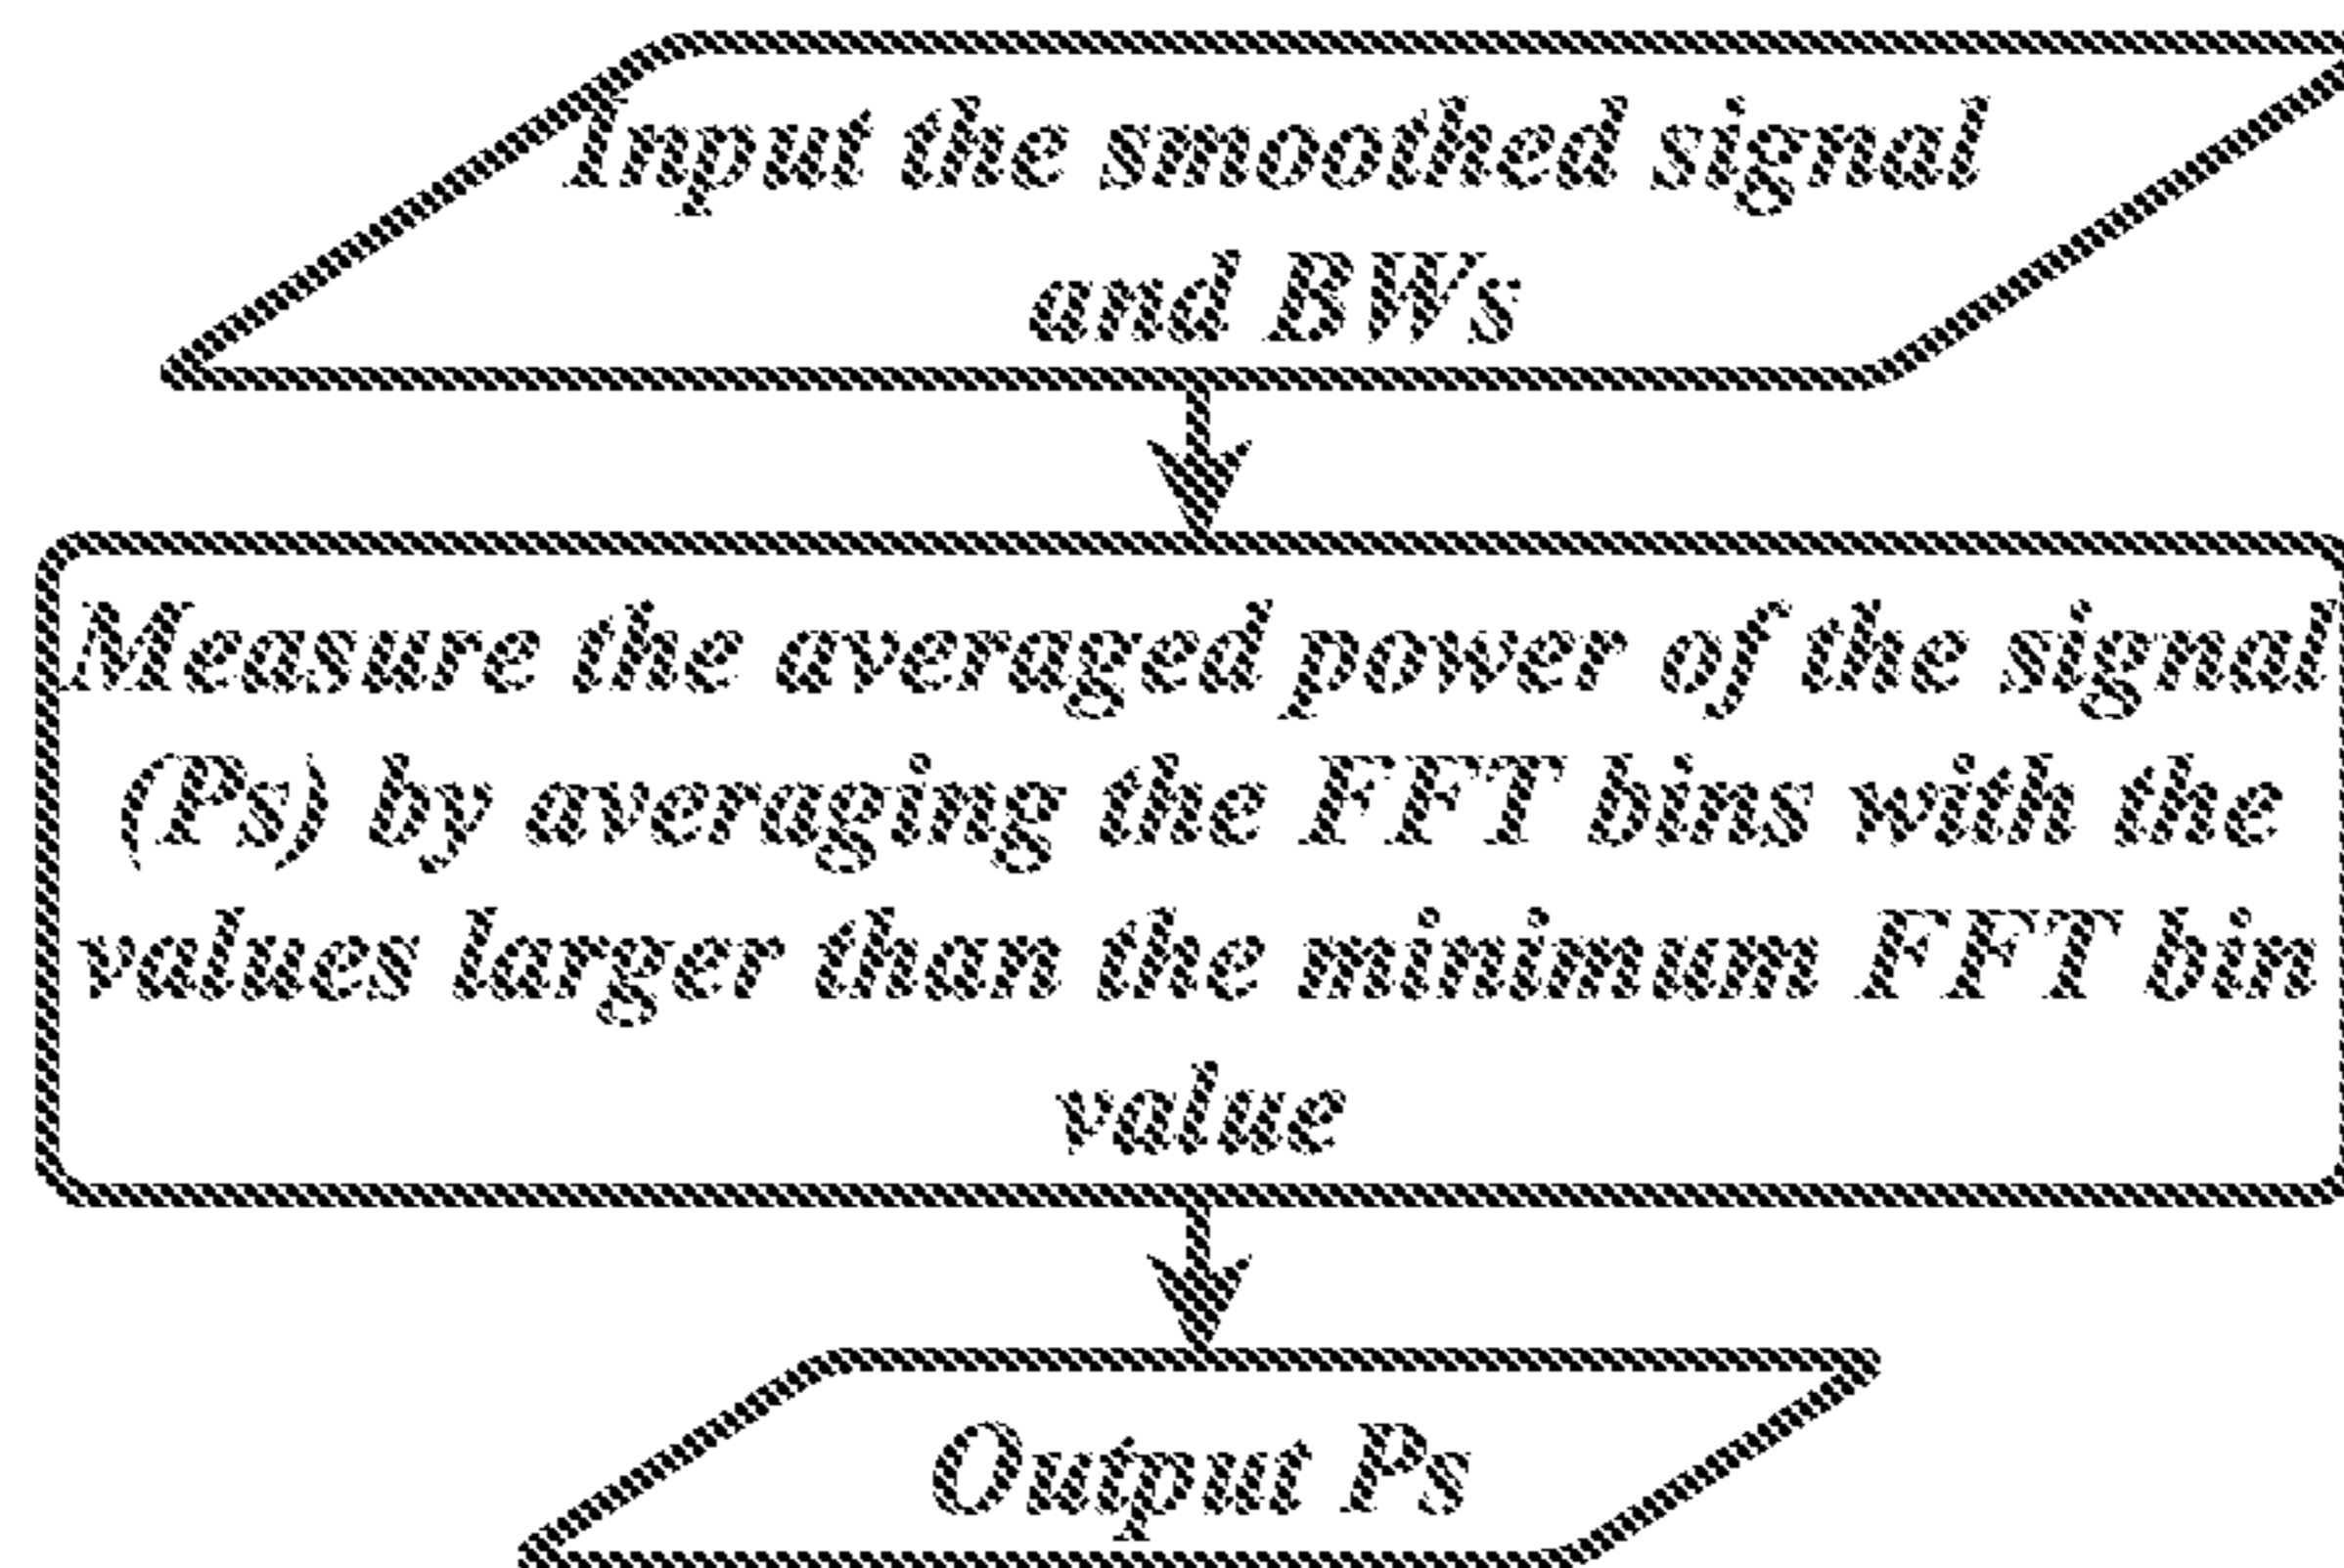 Input the smoothed signal
and BWs
Measure the averaged power of the signal
(Ps) by averaging the FFT bins with the
values larger than the minimum FFT bin
value
Output Ps